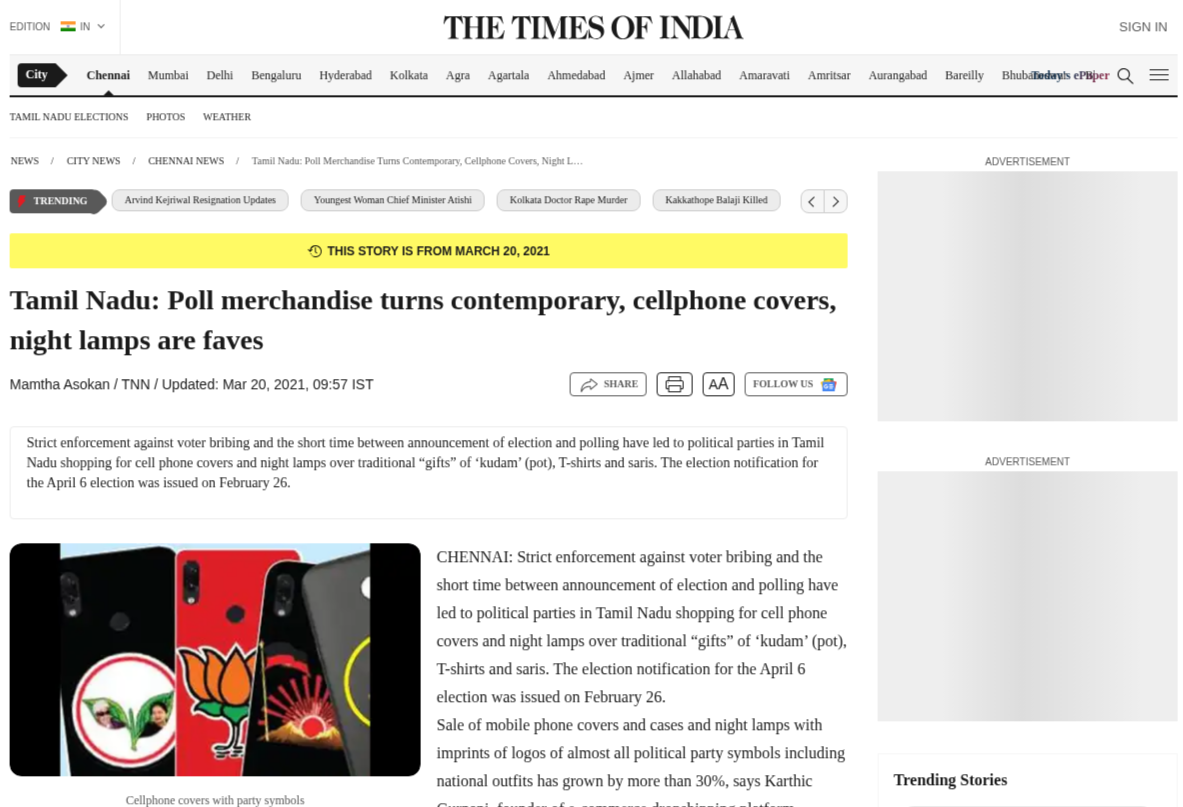 EDITION IN
THE TIMES OF INDIA
SIGN IN
City Chennai Mumbai Delhi Bengaluru Hyderabad Kolkata Agra Agartala Ahmedabad Ajmer Allahabad Amaravati Amritsar Aurangabad Bareilly Today's ePaper
TAMIL NADU ELECTIONS PHOTOS WEATHER
NEWS / CITY NEWS / CHENNAI NEWS / Tamil Nadu: Poll Merchandise Turns Contemporary, Cellphone Covers, Night L…
TRENDING Arvind Kejriwal Resignation Updates Youngest Woman Chief Minister Atishi Kolkata Doctor Rape Murder Kakkathope Balaji Killed
THIS STORY IS FROM MARCH 20, 2021
Tamil Nadu: Poll merchandise turns contemporary, cellphone covers,
night lamps are faves
Mamtha Asokan / TNN / Updated: Mar 20, 2021, 09:57 IST
SHARE AA FOLLOW US
Strict enforcement against voter bribing and the short time between announcement of election and polling have led to political parties in Tamil
Nadu shopping for cell phone covers and night lamps over traditional “gifts” of ‘kudam’ (pot), T-shirts and saris. The election notification for
the April 6 election was issued on February 26.
Cellphone covers with party symbols
CHENNAI: Strict enforcement against voter bribing and the
short time between announcement of election and polling have
led to political parties in Tamil Nadu shopping for cell phone
covers and night lamps over traditional “gifts” of ‘kudam’ (pot),
T-shirts and saris. The election notification for the April 6
election was issued on February 26.
Sale of mobile phone covers and cases and night lamps with
imprints of logos of almost all political party symbols including
national outfits has grown by more than 30%, says Karthic
ADVERTISEMENT
ADVERTISEMENT
Trending Stories